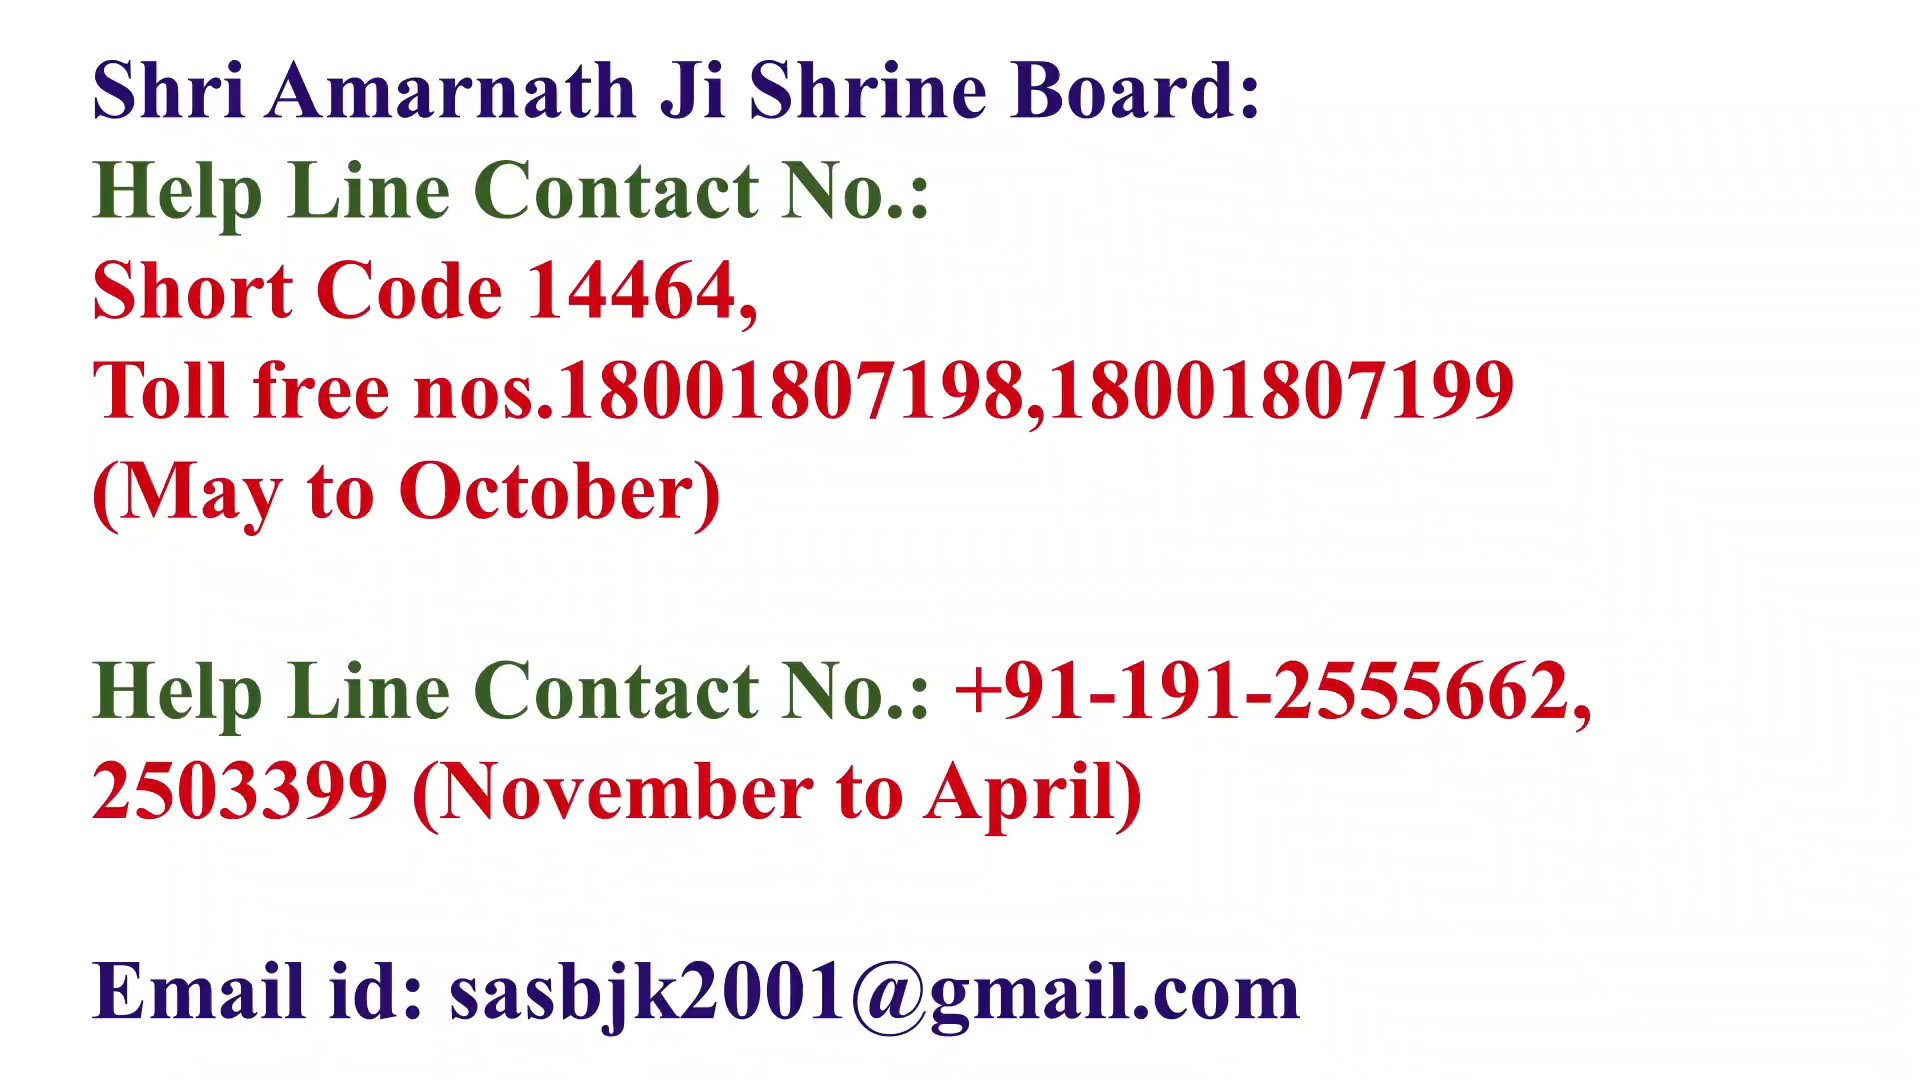 Shri Amarnath Ji Shrine Board:
Help Line Contact No.:
Short Code 14464,
Toll free nos.18001807198,18001807199
(May to October)
Help Line Contact No.: +91-191-2555662,
2503399 (November to April)
Email id: sasbjk2001@gmail.com